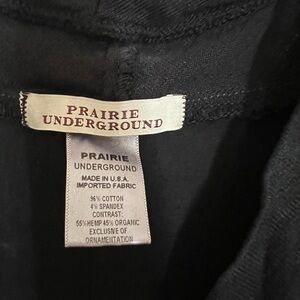 PRAIRIE
UNDERGROUND
PRAIRIE
UNDERGROUND
MADE IN U.S.A.
IMPORTED FABRIC
96% COTTON
4% SPANDEX
CONTRAST:
55% HEMP 45% ORGANIC
EXCLUSIVE OF
ORNAMENTATION